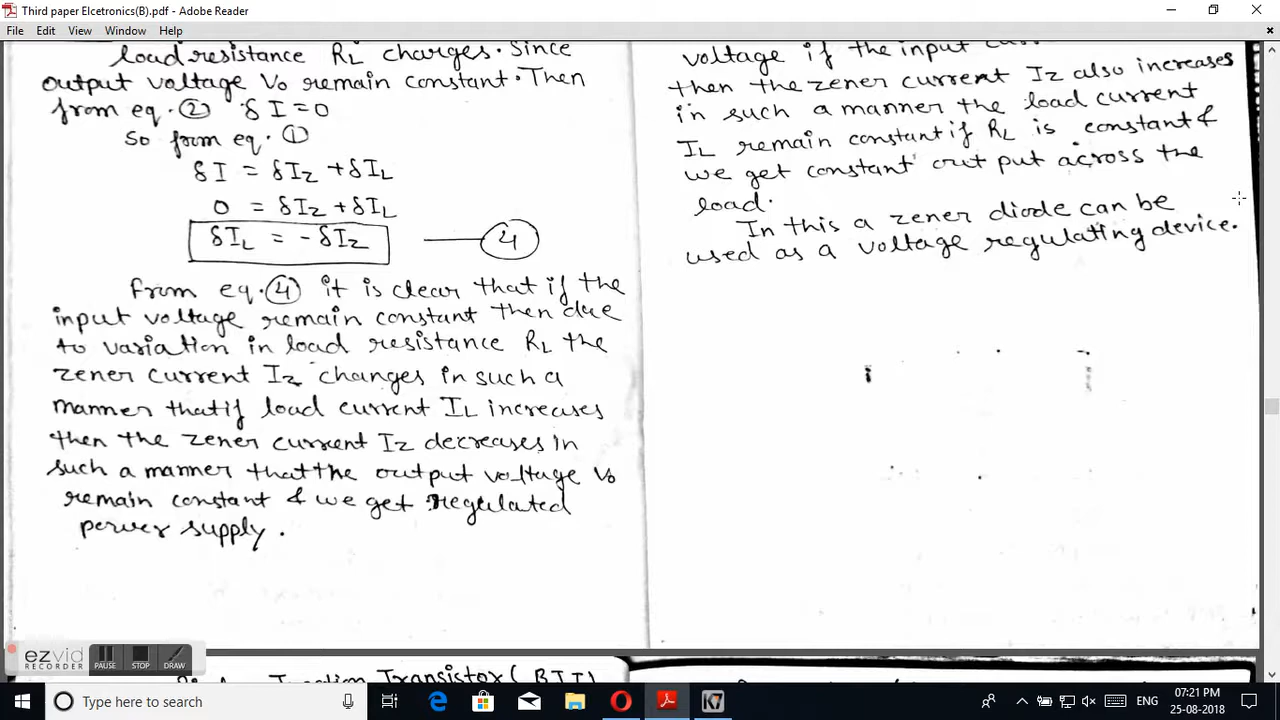 Third paper Elcetronics(B).pdf - Adobe Reader
File Edit View Window Help
load resistance RL charges. Since
output voltage Vo remain constant. Then
from eq. ② δI = 0
So form eq. ①
δI = δIz + δIL
0 = δIz + δIL
δIL = - δIz —— ④
From eq. ④ it is clear that if the
input voltage remain constant then due
to variation in load resistance RL the
zener current Iz changes in such a
manner that if load current IL increases
then the zener current Iz decreases in
such a manner that the output voltage Vo
remain constant & we get regulated
power supply.
voltage if the input
then the zener current Iz also increases
in such a manner the load current
IL remain constant if RL is constant &
we get constant out put across the
load.
In this a zener diode can be
used as a voltage regulating device.
Transistor (BJT)
ezvid
RECORDER
PAUSE STOP DRAW
Type here to search
ENG
07:21 PM
25-08-2018